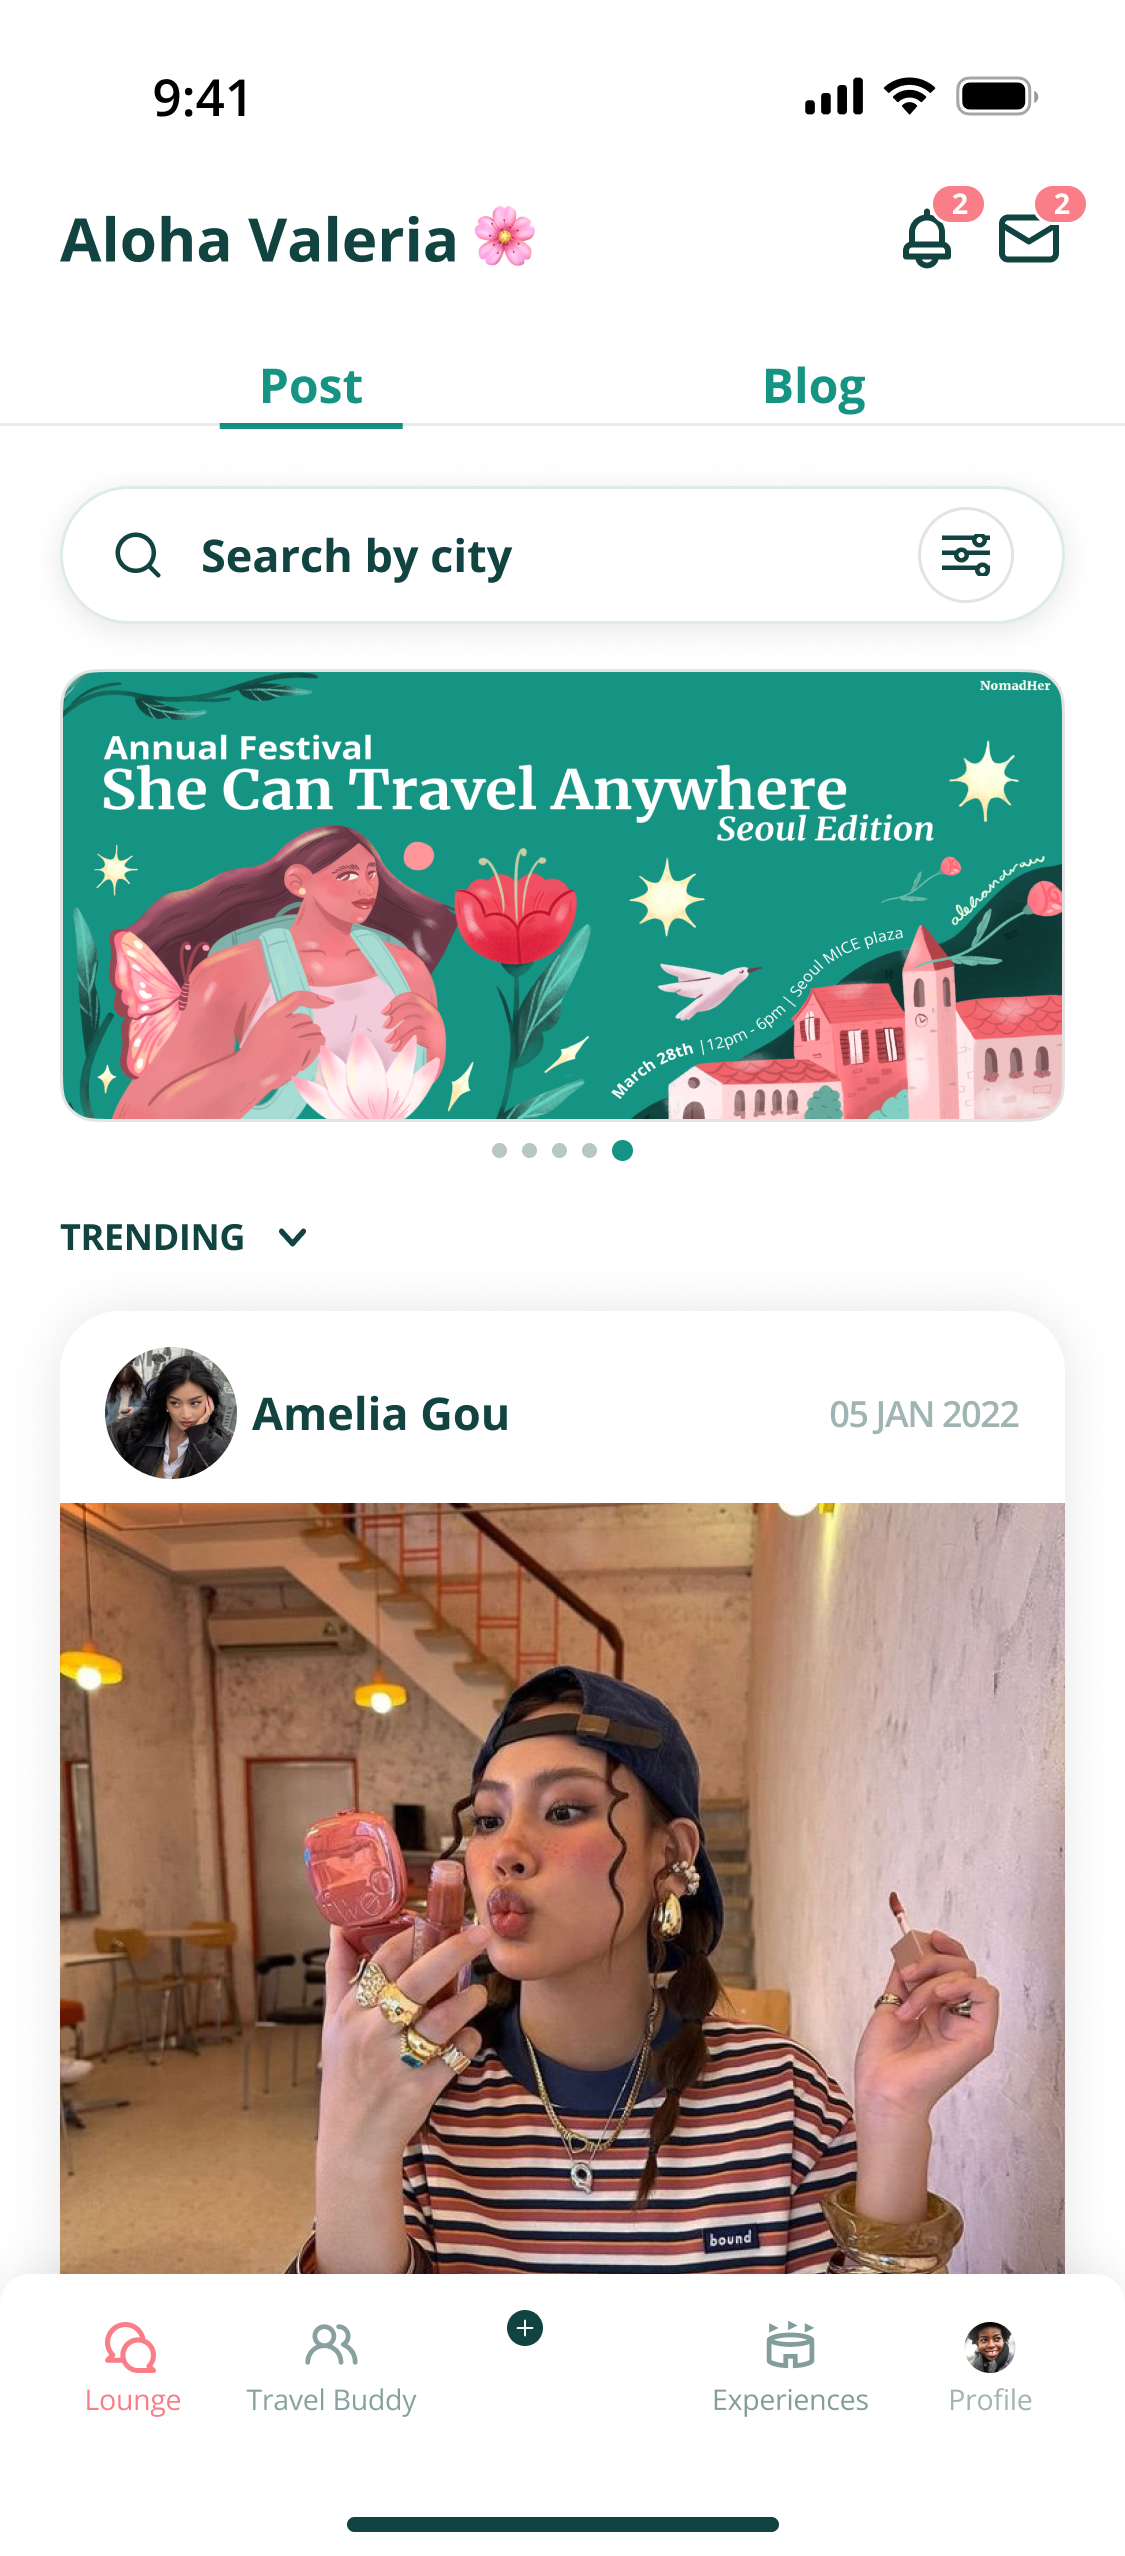 9:41
Aloha Valeria
2
2
Post
Blog
Search by city
NomadHer
Annual Festival
She Can Travel Anywhere
Seoul Edition
alehandraw
March 28th | 12pm - 6pm | Seoul MICE plaza
TRENDING
Amelia Gou
05 JAN 2022
bound
Lounge
Travel Buddy
Experiences
Profile